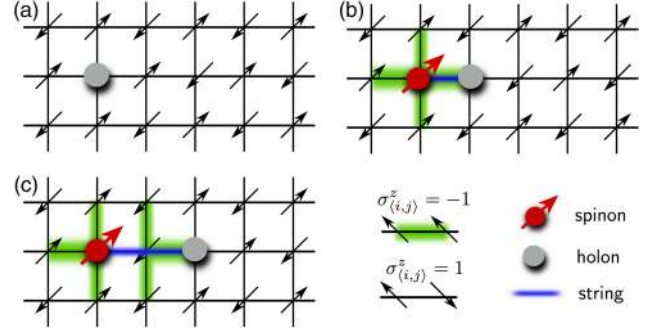 (a)
(b)
(c)
σ^z_{⟨i,j⟩} = −1
σ^z_{⟨i,j⟩} = 1
spinon
holon
string